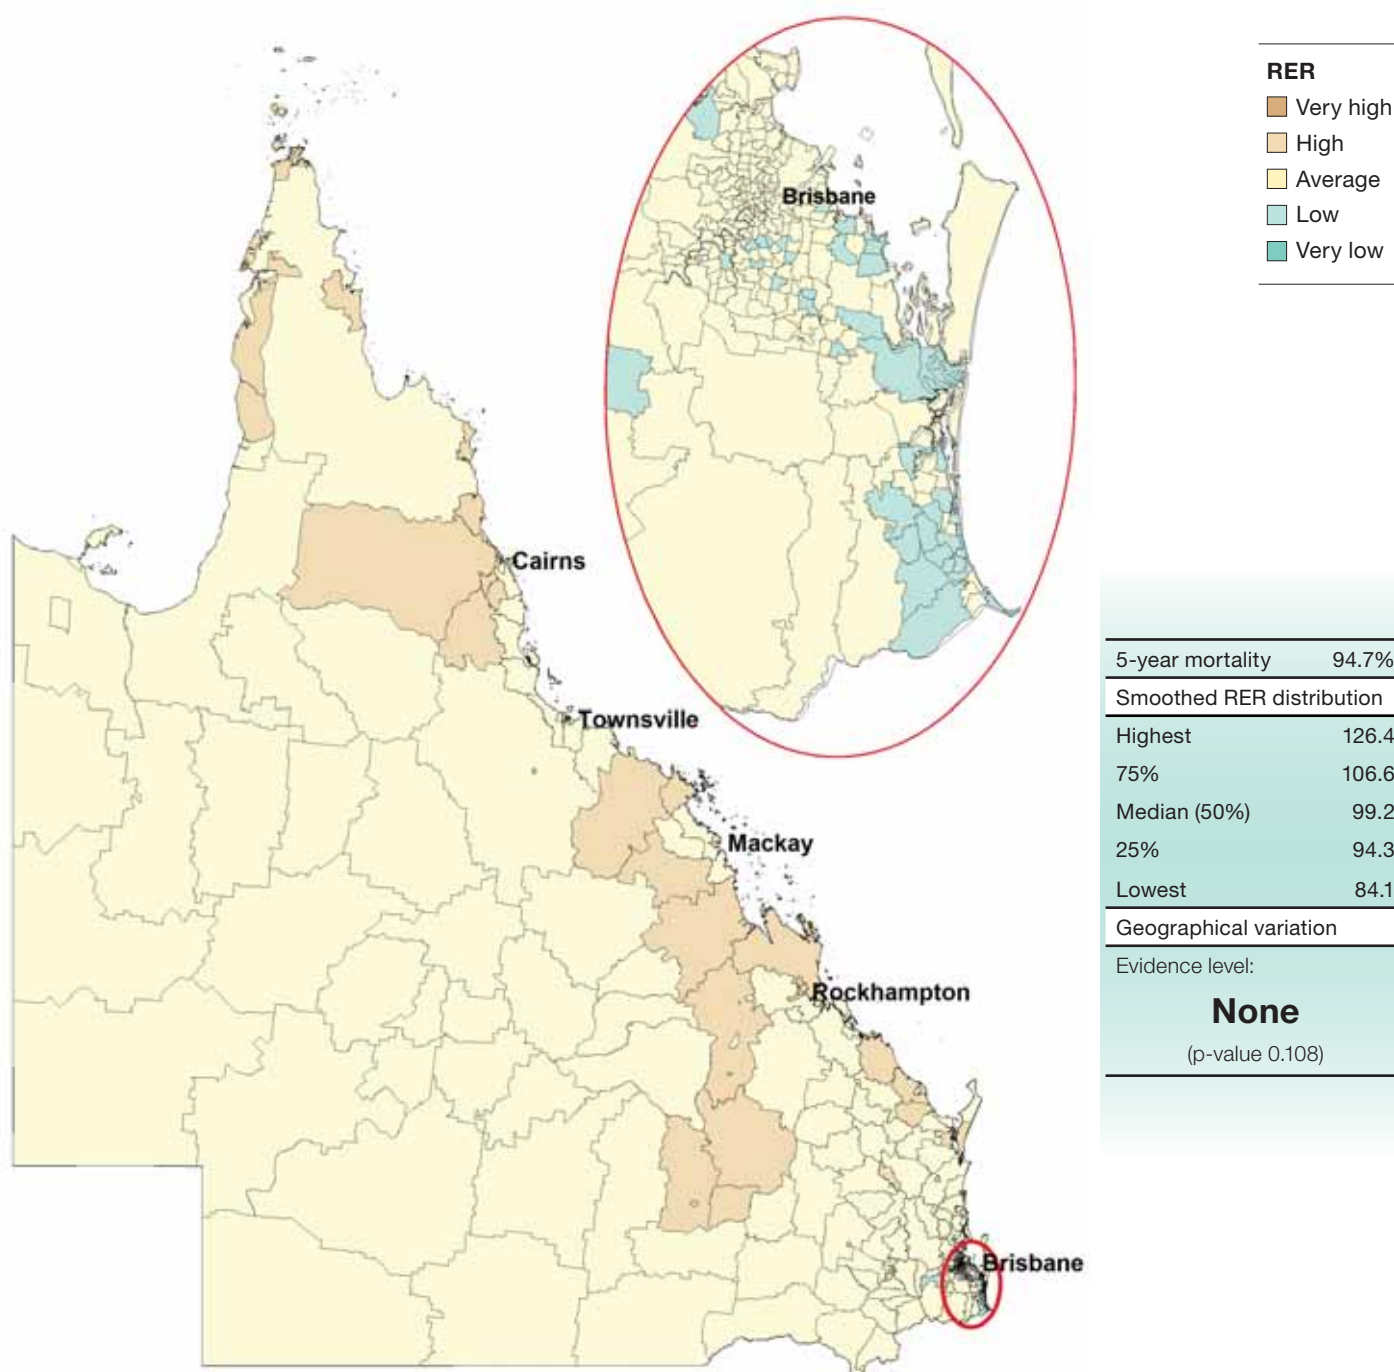 RER
Very high
High
Average
Low
Very low
Brisbane
Cairns
Townsville
Mackay
Rockhampton
Brisbane
5-year mortality 94.7%
Smoothed RER distribution
Highest 126.4
75% 106.6
Median (50%) 99.2
25% 94.3
Lowest 84.1
Geographical variation
Evidence level:
None
(p-value 0.108)